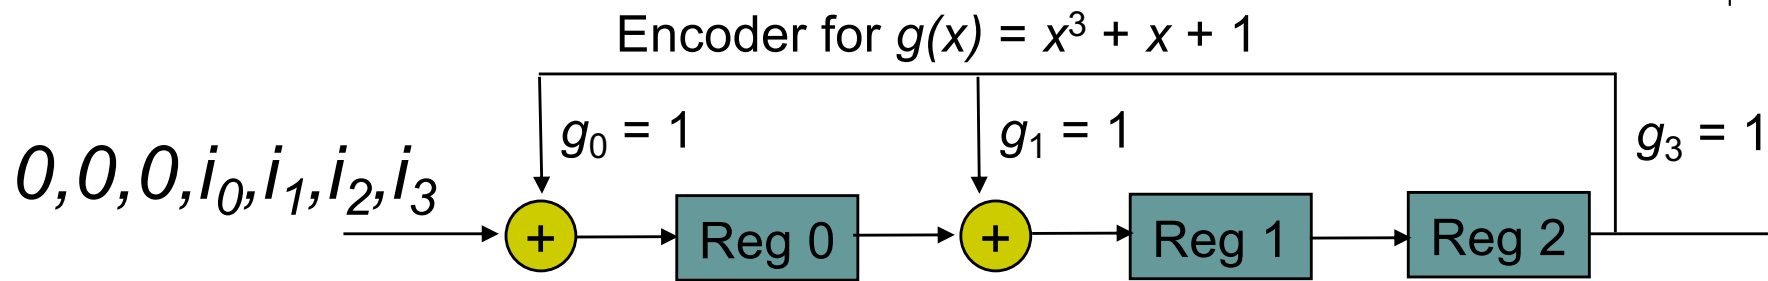 Encoder for g(x) = x³ + x + 1
g₀ = 1
g₁ = 1
g₃ = 1
0,0,0,i₀,i₁,i₂,i₃
+
Reg 0
+
Reg 1
Reg 2